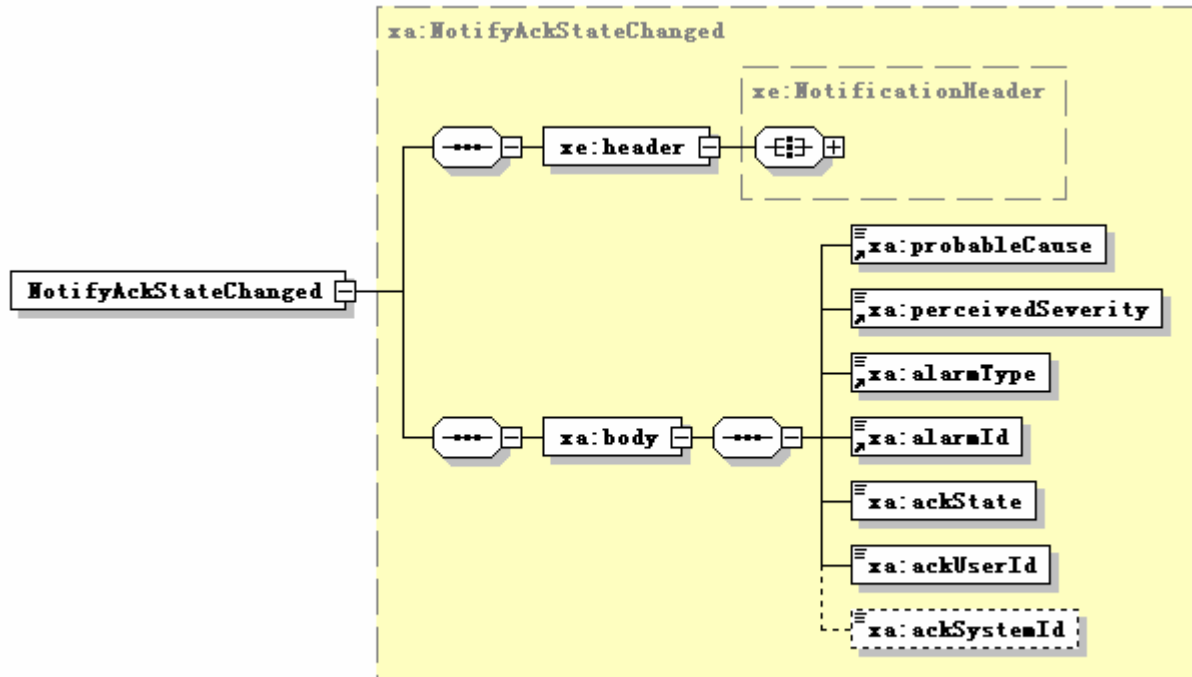 xa:NotifyAckStateChanged
xe:NotificationHeader
xe:header
xa:probableCause
NotifyAckStateChanged
xa:perceivedSeverity
xa:alarmType
xa:body
xa:alarmId
xa:ackState
xa:ackUserId
xa:ackSystemId